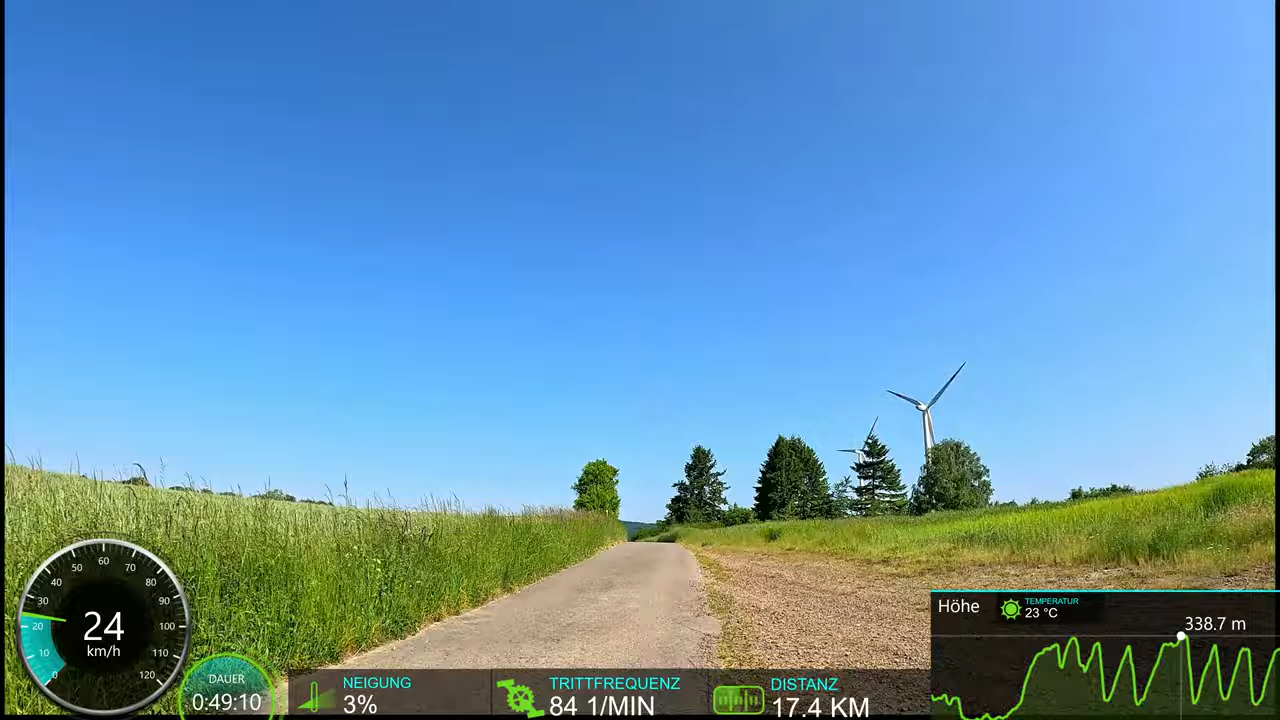 60
50
70
40
80
30
90
20
100
10
110
0
120
24
km/h
DAUER
0:49:10
NEIGUNG
3%
TRITTFREQUENZ
84 1/MIN
DISTANZ
17.4 KM
Höhe
TEMPERATUR
23 °C
338.7 m